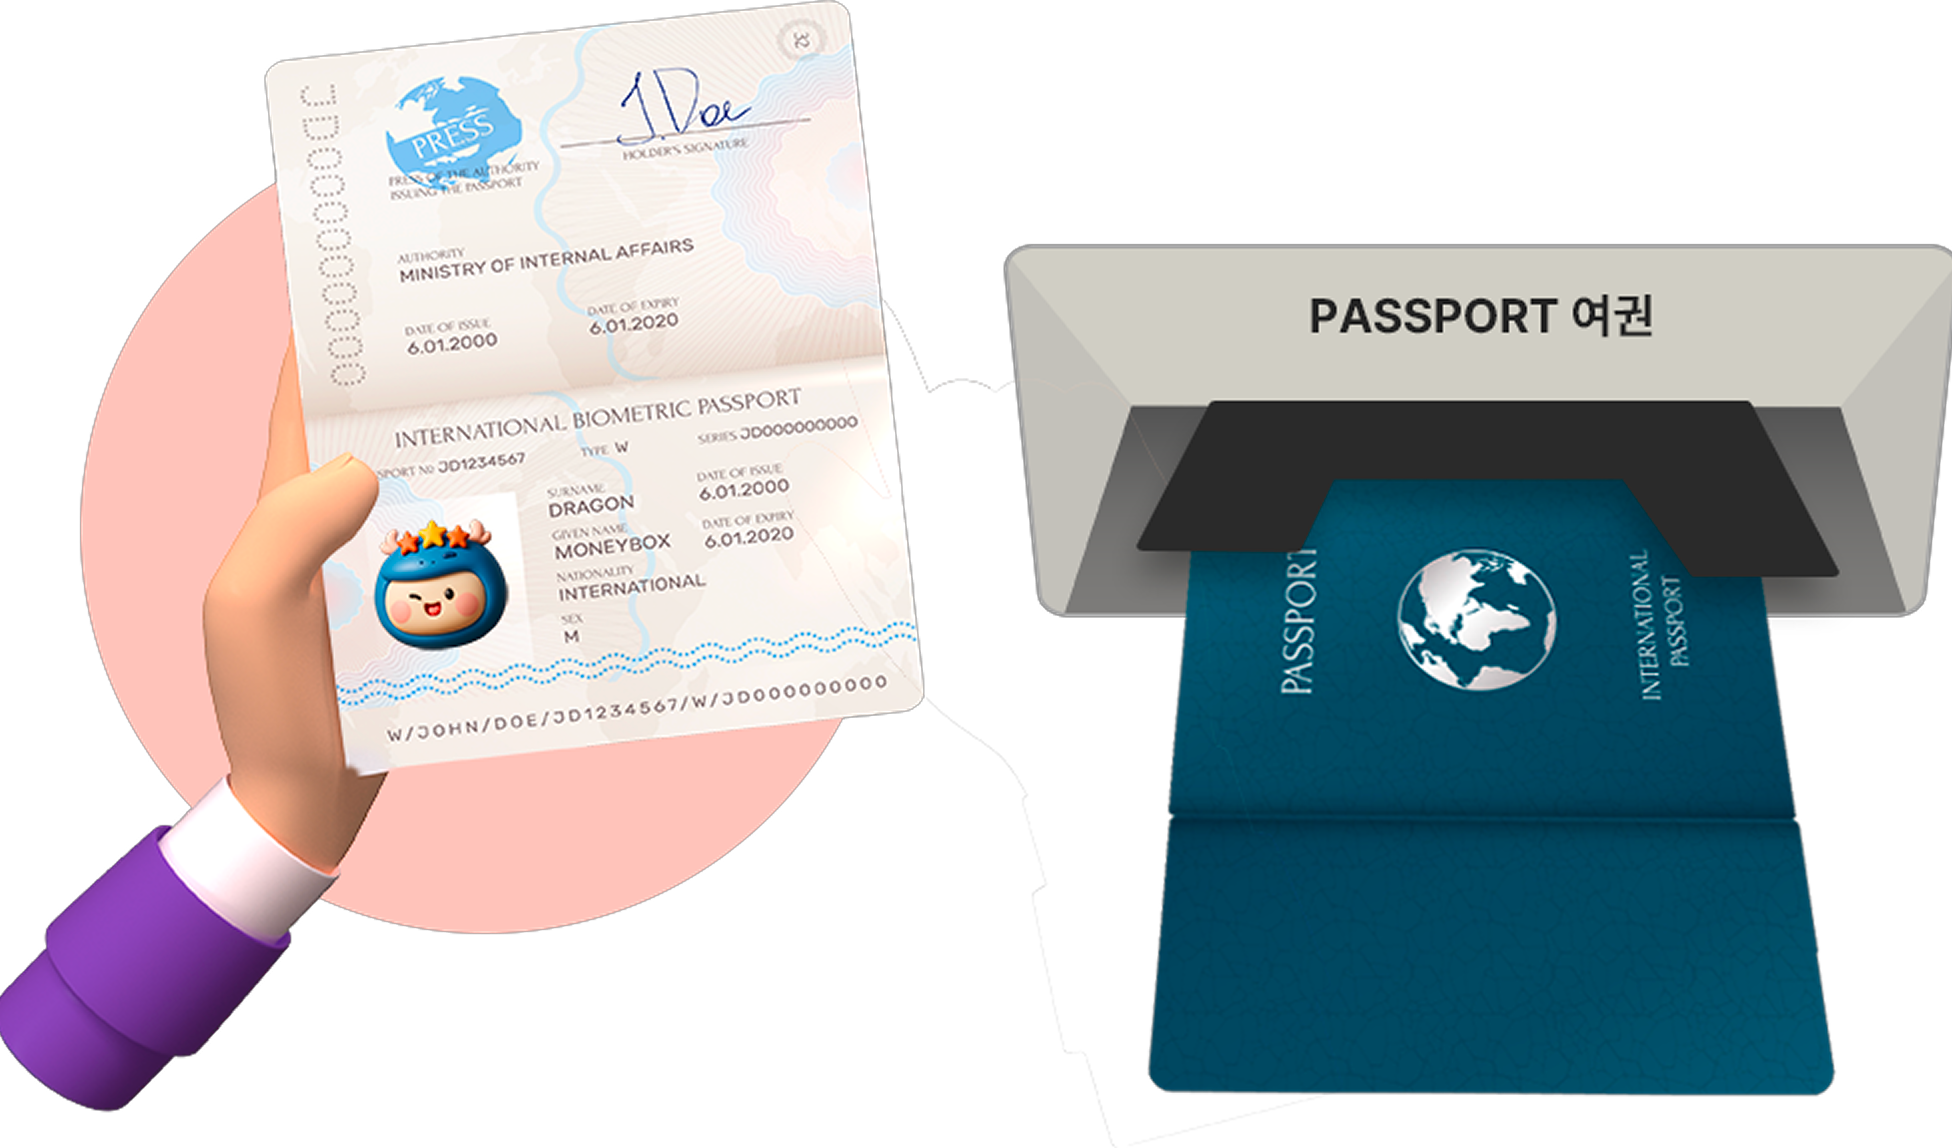 32
JD000000000
PRESS
PRESS OF THE AUTHORITY
ISSUING THE PASSPORT
J.Doe
HOLDER'S SIGNATURE
AUTHORITY
MINISTRY OF INTERNAL AFFAIRS
DATE OF ISSUE
6.01.2000
DATE OF EXPIRY
6.01.2020
INTERNATIONAL BIOMETRIC PASSPORT
SPORT № JD1234567
TYPE W
SERIES JD000000000
SURNAME
DRAGON
GIVEN NAME
MONEYBOX
NATIONALITY
INTERNATIONAL
SEX
M
DATE OF ISSUE
6.01.2000
DATE OF EXPIRY
6.01.2020
W/JOHN/DOE/JD1234567/W/JD000000000
PASSPORT 여권
PASSPORT
INTERNATIONAL
PASSPORT